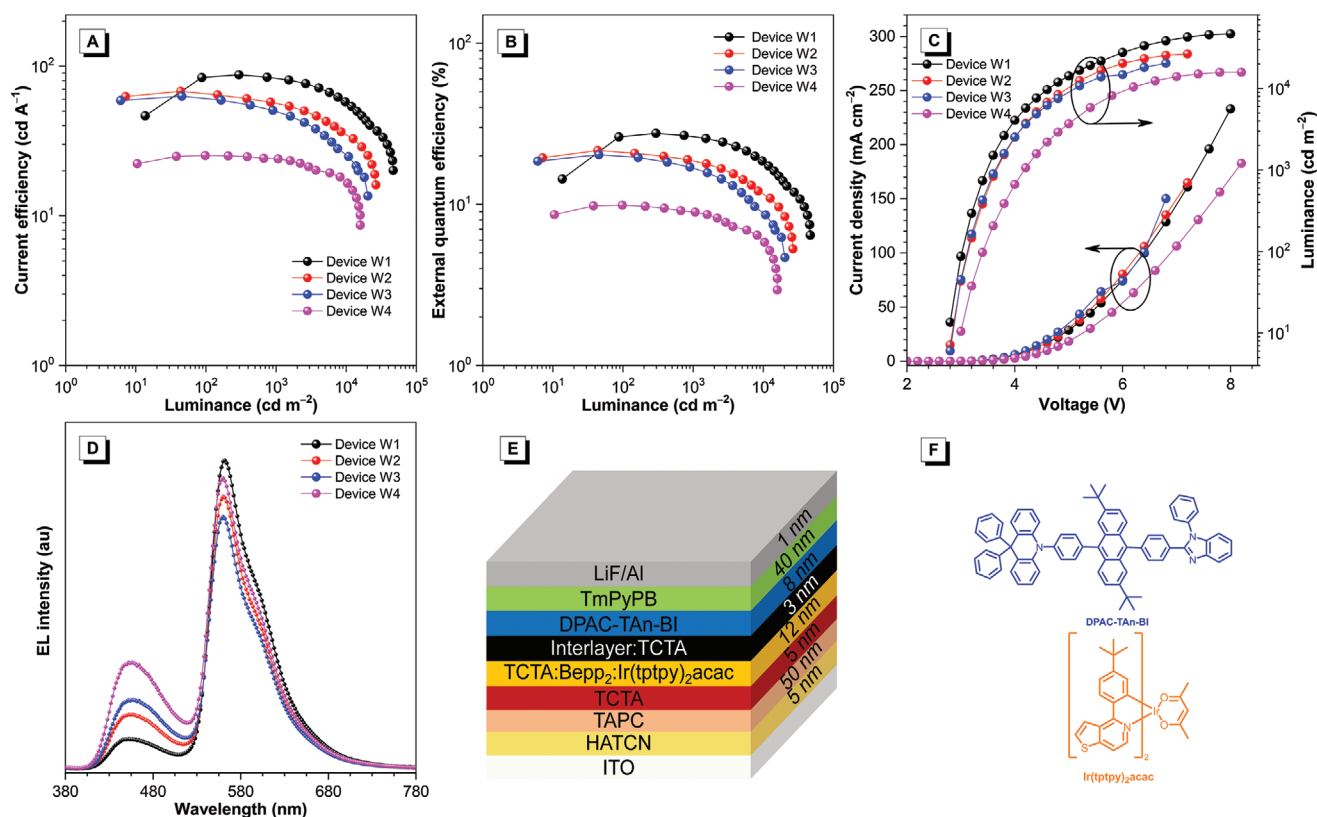 A
Current efficiency (cd A⁻¹)
10²
10¹
10⁰
Device W1
Device W2
Device W3
Device W4
10⁰ 10¹ 10² 10³ 10⁴ 10⁵
Luminance (cd m⁻²)
B
External quantum efficiency (%)
10²
10¹
10⁰
Device W1
Device W2
Device W3
Device W4
10⁰ 10¹ 10² 10³ 10⁴ 10⁵
Luminance (cd m⁻²)
C
Current density (mA cm⁻²)
300
250
200
150
100
50
0
Device W1
Device W2
Device W3
Device W4
10⁴
10³
10²
10¹
Luminance (cd m⁻²)
2 4 6 8
Voltage (V)
D
EL intensity (au)
Device W1
Device W2
Device W3
Device W4
380 480 580 680 780
Wavelength (nm)
E
LiF/Al
TmPyPB
DPAC-TAn-BI
Interlayer:TCTA
TCTA:Bepp₂:Ir(tptpy)₂acac
TCTA
TAPC
HATCN
ITO
1 nm
40 nm
8 nm
3 nm
12 nm
5 nm
50 nm
5 nm
F
N
N
N
DPAC-TAn-BI
Ir
O
O
N
S
2
Ir(tptpy)₂acac